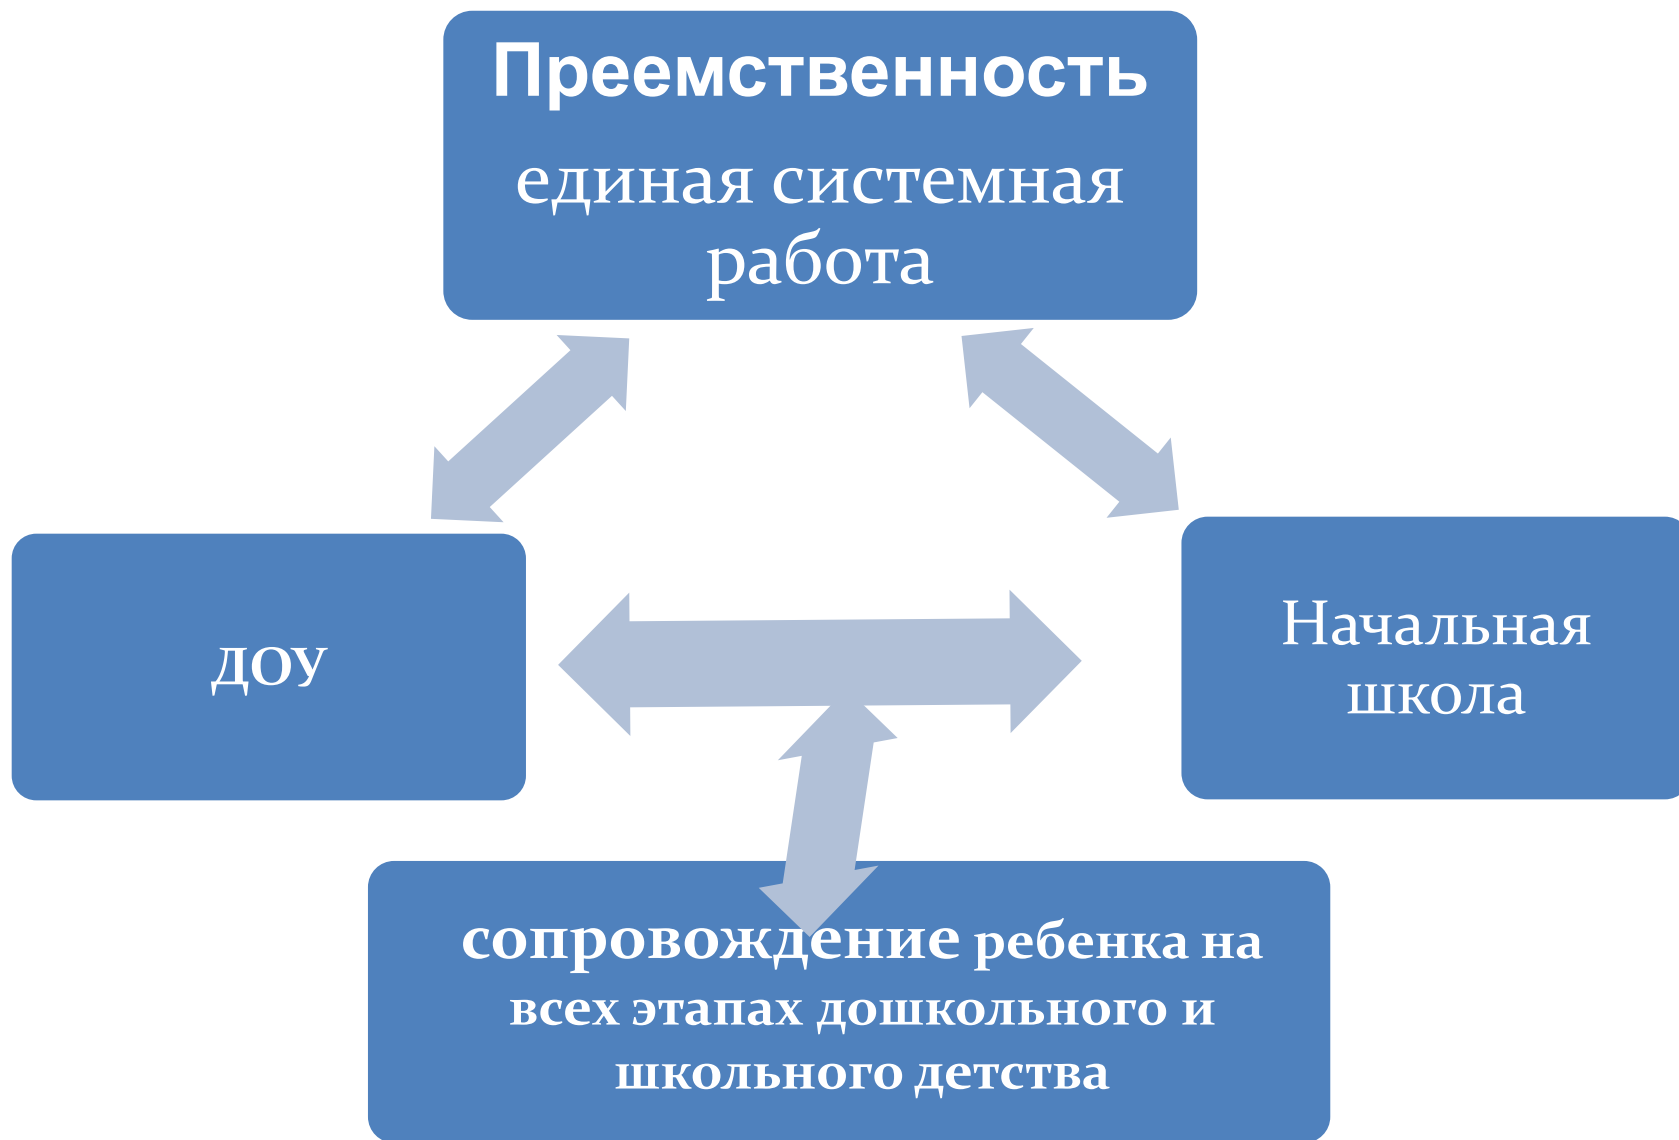 Преемственность
единая системная
работа
ДОУ
Начальная
школа
сопровождение ребенка на
всех этапах дошкольного и
школьного детства